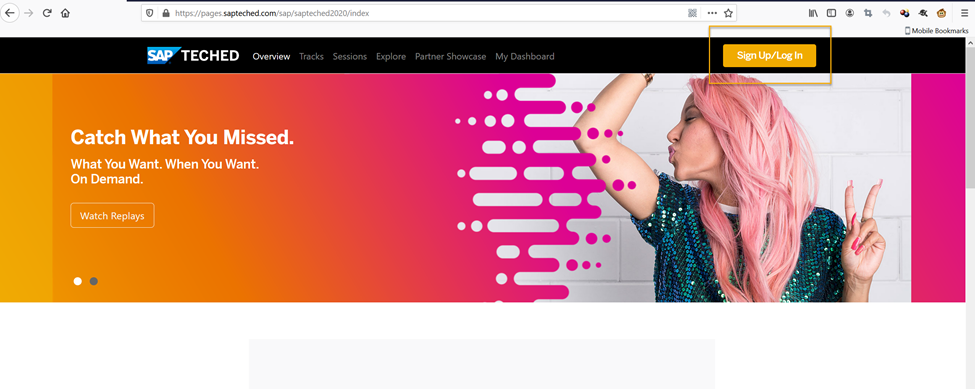 https://pages.sapteched.com/sap/sapteched2020/index
Mobile Bookmarks
SAP TECHED Overview Tracks Sessions Explore Partner Showcase My Dashboard Sign Up/Log In
Catch What You Missed.
What You Want. When You Want.
On Demand.
Watch Replays